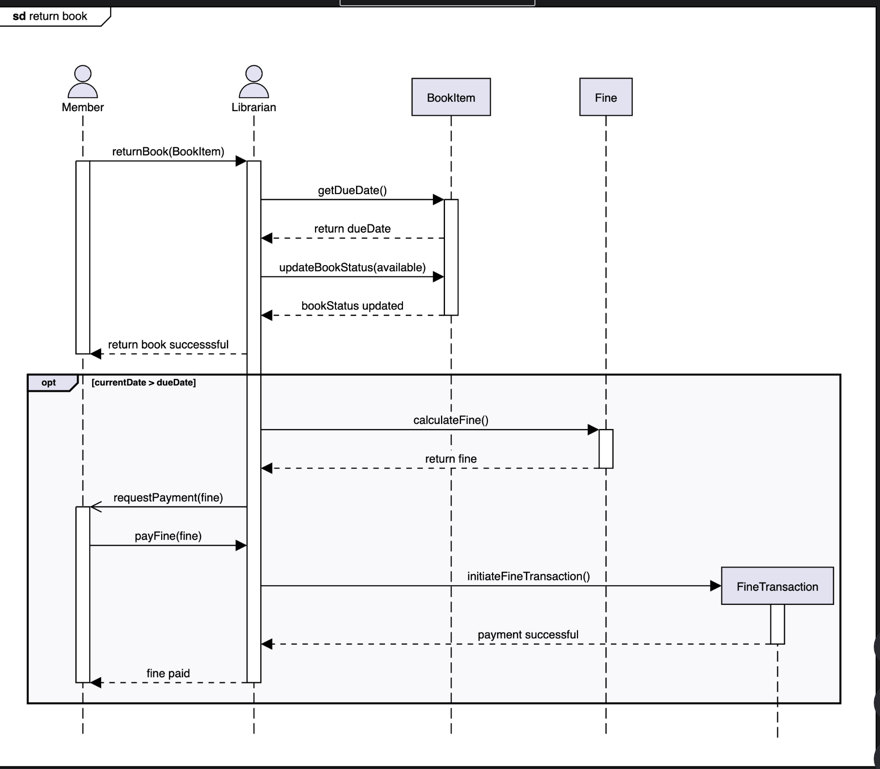 sd return book
Member
Librarian
BookItem
Fine
returnBook(BookItem)
getDueDate()
return dueDate
updateBookStatus(available)
bookStatus updated
return book successsful
opt
[currentDate > dueDate]
calculateFine()
return fine
requestPayment(fine)
payFine(fine)
initiateFineTransaction()
FineTransaction
payment successful
fine paid